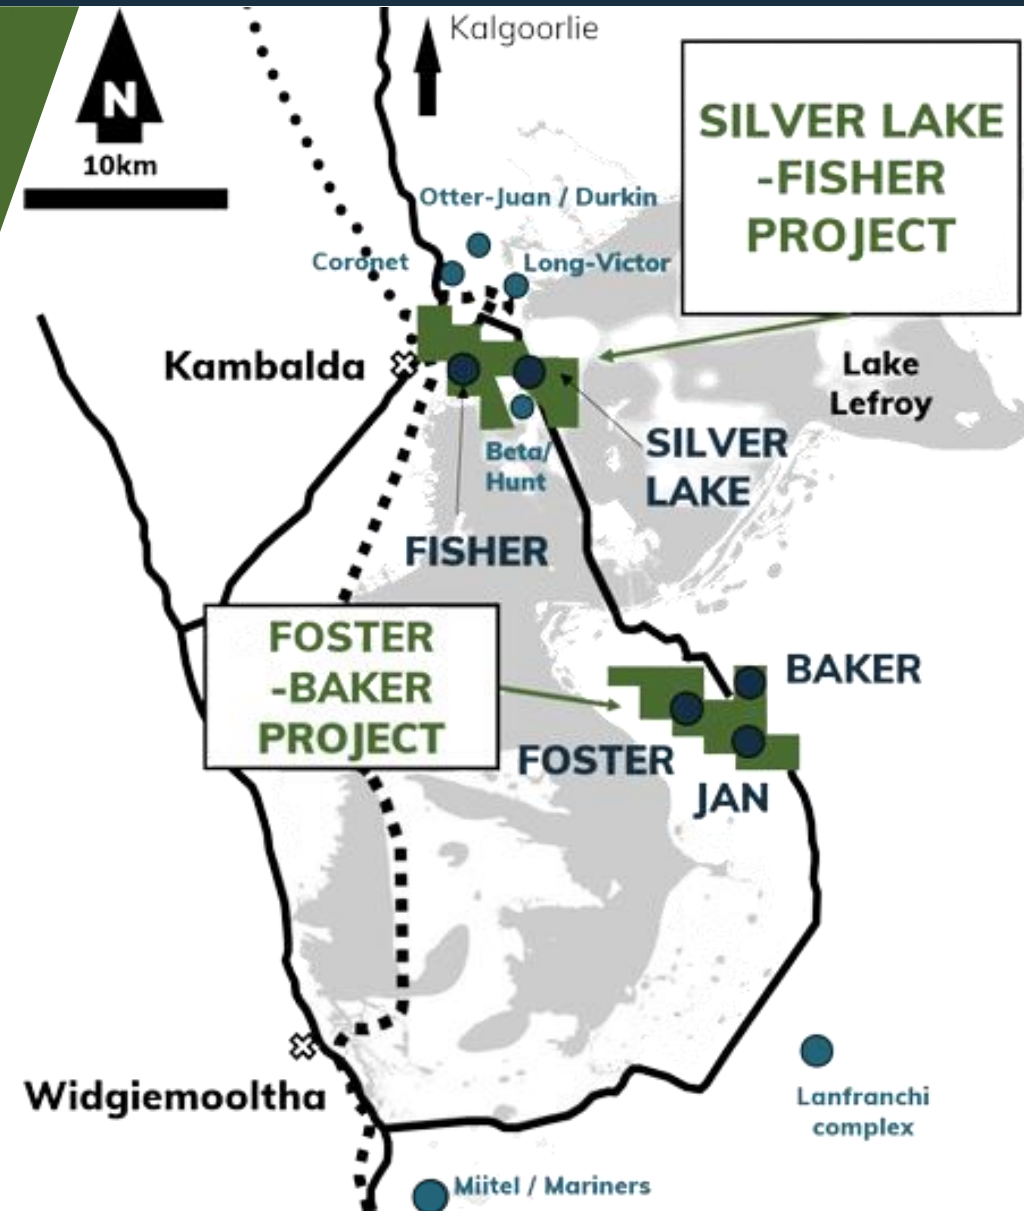 Kalgoorlie
N
10km
SILVER LAKE
-FISHER
PROJECT
Otter-Juan / Durkin
Coronet
Long-Victor
Kambalda
Lake
Lefroy
SILVER
LAKE
Beta/
Hunt
FISHER
FOSTER
-BAKER
PROJECT
BAKER
FOSTER
JAN
Widgiemooltha
Lanfranchi
complex
Miitel / Mariners